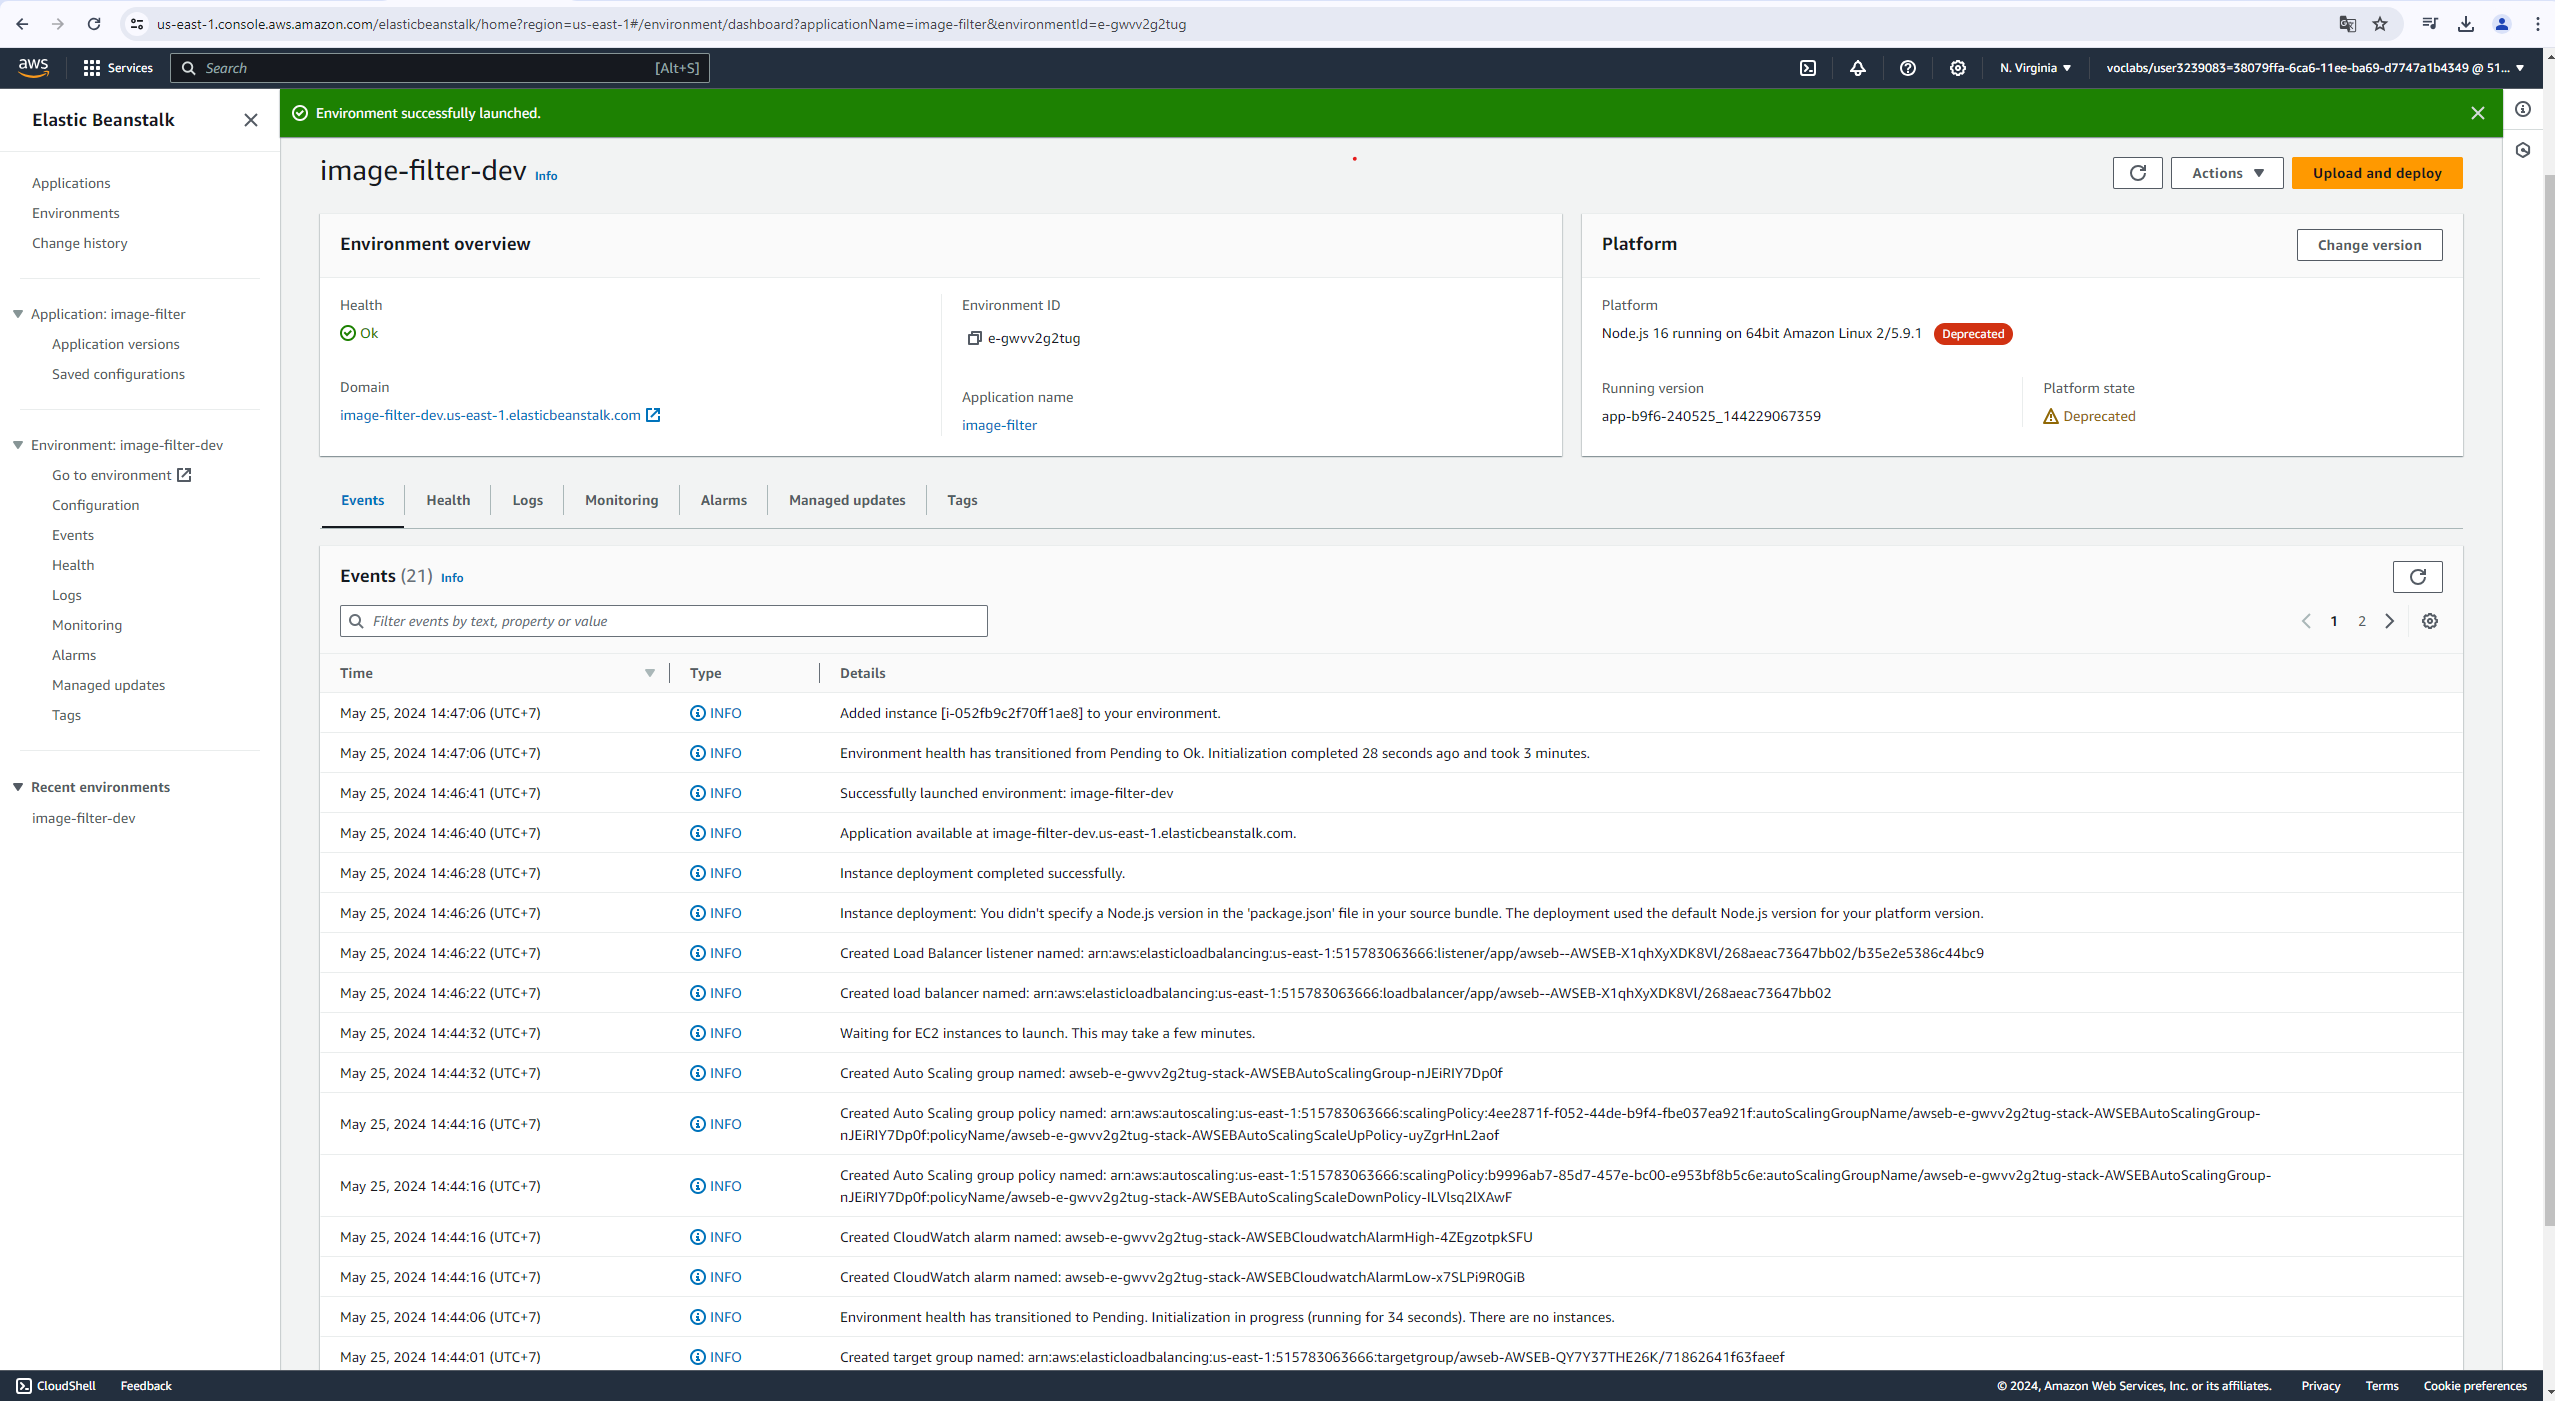 us-east-1.console.aws.amazon.com/elasticbeanstalk/home?region=us-east-1#/environment/dashboard?applicationName=image-filter&environmentId=e-gwvv2g2tug
aws
Services
Search
[Alt+S]
N. Virginia
voclabs/user3239083=38079ffa-6ca6-11ee-ba69-d7747a1b4349 @ 51...
Elastic Beanstalk
Applications
Environments
Change history
Application: image-filter
Application versions
Saved configurations
Environment: image-filter-dev
Go to environment
Configuration
Events
Health
Logs
Monitoring
Alarms
Managed updates
Tags
Recent environments
image-filter-dev
Environment successfully launched.
image-filter-dev Info
Actions
Upload and deploy
Environment overview
Health
Ok
Domain
image-filter-dev.us-east-1.elasticbeanstalk.com
Environment ID
e-gwvv2g2tug
Application name
image-filter
Platform
Change version
Platform
Node.js 16 running on 64bit Amazon Linux 2/5.9.1 Deprecated
Running version
app-b9f6-240525_144229067359
Platform state
Deprecated
Events Health Logs Monitoring Alarms Managed updates Tags
Events (21) Info
Filter events by text, property or value
1 2
Time Type Details
May 25, 2024 14:47:06 (UTC+7) INFO Added instance [i-052fb9c2f70ff1ae8] to your environment.
May 25, 2024 14:47:06 (UTC+7) INFO Environment health has transitioned from Pending to Ok. Initialization completed 28 seconds ago and took 3 minutes.
May 25, 2024 14:46:41 (UTC+7) INFO Successfully launched environment: image-filter-dev
May 25, 2024 14:46:40 (UTC+7) INFO Application available at image-filter-dev.us-east-1.elasticbeanstalk.com.
May 25, 2024 14:46:28 (UTC+7) INFO Instance deployment completed successfully.
May 25, 2024 14:46:26 (UTC+7) INFO Instance deployment: You didn't specify a Node.js version in the 'package.json' file in your source bundle. The deployment used the default Node.js version for your platform version.
May 25, 2024 14:46:22 (UTC+7) INFO Created Load Balancer listener named: arn:aws:elasticloadbalancing:us-east-1:515783063666:listener/app/awseb--AWSEB-X1qhXyXDK8Vl/268aeac73647bb02/b35e2e5386c44bc9
May 25, 2024 14:46:22 (UTC+7) INFO Created load balancer named: arn:aws:elasticloadbalancing:us-east-1:515783063666:loadbalancer/app/awseb--AWSEB-X1qhXyXDK8Vl/268aeac73647bb02
May 25, 2024 14:44:32 (UTC+7) INFO Waiting for EC2 instances to launch. This may take a few minutes.
May 25, 2024 14:44:32 (UTC+7) INFO Created Auto Scaling group named: awseb-e-gwvv2g2tug-stack-AWSEBAutoScalingGroup-nJEiRIY7Dp0f
May 25, 2024 14:44:16 (UTC+7) INFO Created Auto Scaling group policy named: arn:aws:autoscaling:us-east-1:515783063666:scalingPolicy:4ee2871f-f052-44de-b9f4-fbe037ea921f:autoScalingGroupName/awseb-e-gwvv2g2tug-stack-AWSEBAutoScalingGroup-
nJEiRIY7Dp0f:policyName/awseb-e-gwvv2g2tug-stack-AWSEBAutoScalingScaleUpPolicy-uyZgrHnL2aof
May 25, 2024 14:44:16 (UTC+7) INFO Created Auto Scaling group policy named: arn:aws:autoscaling:us-east-1:515783063666:scalingPolicy:b9996ab7-85d7-457e-bc00-e953bf8b5c6e:autoScalingGroupName/awseb-e-gwvv2g2tug-stack-AWSEBAutoScalingGroup-
nJEiRIY7Dp0f:policyName/awseb-e-gwvv2g2tug-stack-AWSEBAutoScalingScaleDownPolicy-ILVlsq2lXAwF
May 25, 2024 14:44:16 (UTC+7) INFO Created CloudWatch alarm named: awseb-e-gwvv2g2tug-stack-AWSEBCloudwatchAlarmHigh-4ZEgzotpkSFU
May 25, 2024 14:44:16 (UTC+7) INFO Created CloudWatch alarm named: awseb-e-gwvv2g2tug-stack-AWSEBCloudwatchAlarmLow-x7SLPi9R0GiB
May 25, 2024 14:44:06 (UTC+7) INFO Environment health has transitioned to Pending. Initialization in progress (running for 34 seconds). There are no instances.
May 25, 2024 14:44:01 (UTC+7) INFO Created target group named: arn:aws:elasticloadbalancing:us-east-1:515783063666:targetgroup/awseb-AWSEB-QY7Y37THE26K/71862641f63faeef
CloudShell Feedback © 2024, Amazon Web Services, Inc. or its affiliates. Privacy Terms Cookie preferences